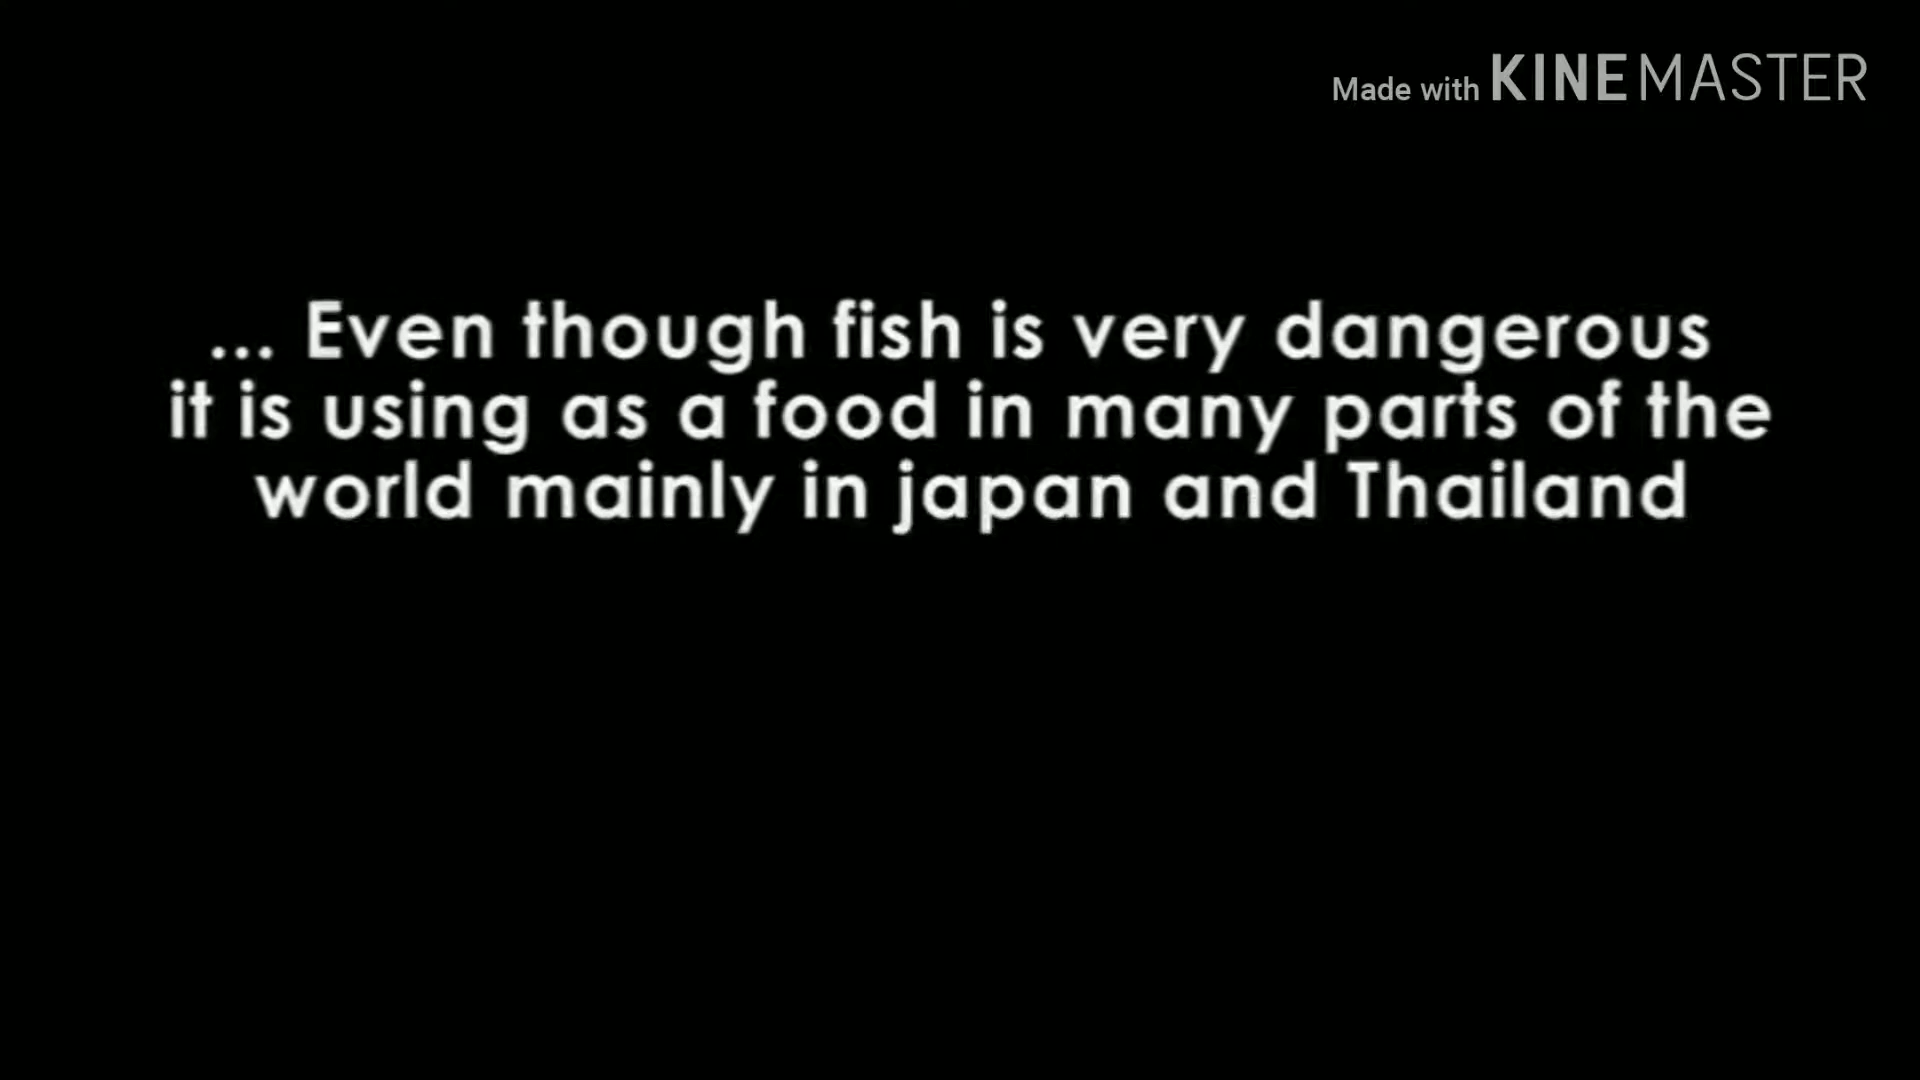 Made with KINEMASTER
... Even though fish is very dangerous
it is using as a food in many parts of the
world mainly in japan and Thailand